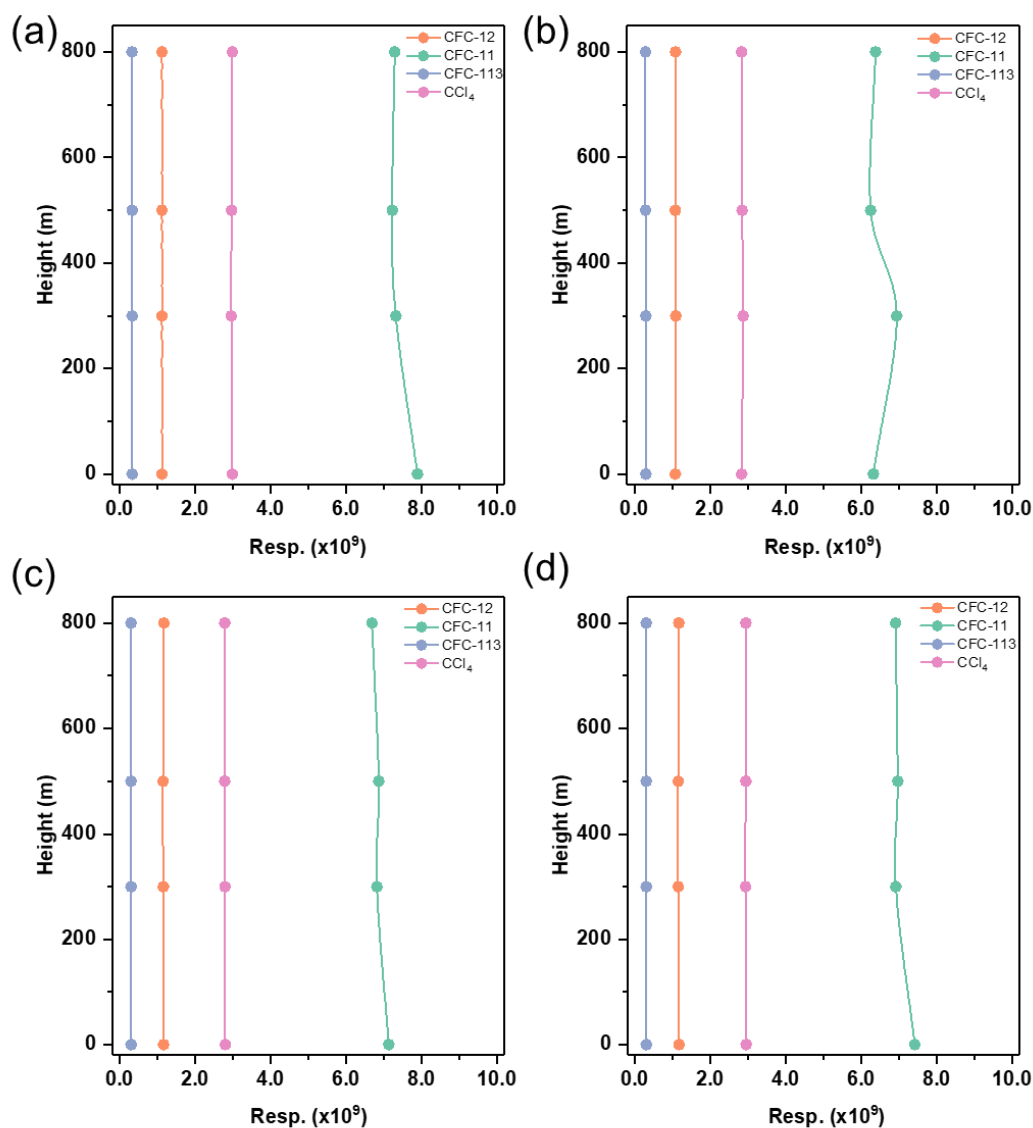 (a)
CFC-12
CFC-11
CFC-113
CCl₄
800
600
400
200
0
Height (m)
0.0 2.0 4.0 6.0 8.0 10.0
Resp. (x10⁹)
(b)
CFC-12
CFC-11
CFC-113
CCl₄
800
600
400
200
0
Height (m)
0.0 2.0 4.0 6.0 8.0 10.0
Resp. (x10⁹)
(c)
CFC-12
CFC-11
CFC-113
CCl₄
800
600
400
200
0
Height (m)
0.0 2.0 4.0 6.0 8.0 10.0
Resp. (x10⁹)
(d)
CFC-12
CFC-11
CFC-113
CCl₄
800
600
400
200
0
Height (m)
0.0 2.0 4.0 6.0 8.0 10.0
Resp. (x10⁹)